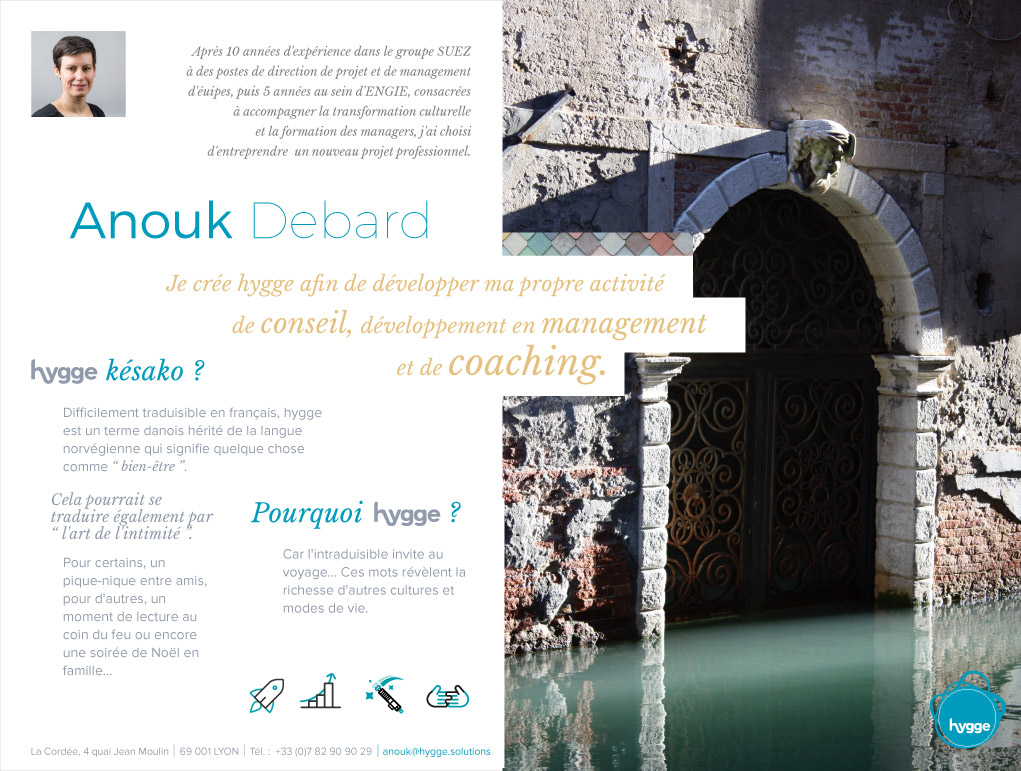 Après 10 années d'expérience dans le groupe SUEZ
à des postes de direction de projet et de management
d'éuipes, puis 5 années au sein d'ENGIE, consacrées
à accompagner la transformation culturelle
et la formation des managers, j'ai choisi
d'entreprendre un nouveau projet professionnel.
Anouk Debard
Je crée hygge afin de développer ma propre activité
de conseil, développement en management
et de coaching.
hygge késako ?
Difficilement traduisible en français, hygge
est un terme danois hérité de la langue
norvégienne qui signifie quelque chose
comme “ bien-être ”.
Cela pourrait se
traduire également par
“ l'art de l'intimité ”.
Pour certains, un
pique-nique entre amis,
pour d'autres, un
moment de lecture au
coin du feu ou encore
une soirée de Noël en
famille...
Pourquoi hygge ?
Car l'intraduisible invite au
voyage... Ces mots révèlent la
richesse d'autres cultures et
modes de vie.
La Cordée, 4 quai Jean Moulin | 69 001 LYON | Tél. : +33 (0)7 82 90 90 29 | anouk@hygge.solutions
hygge